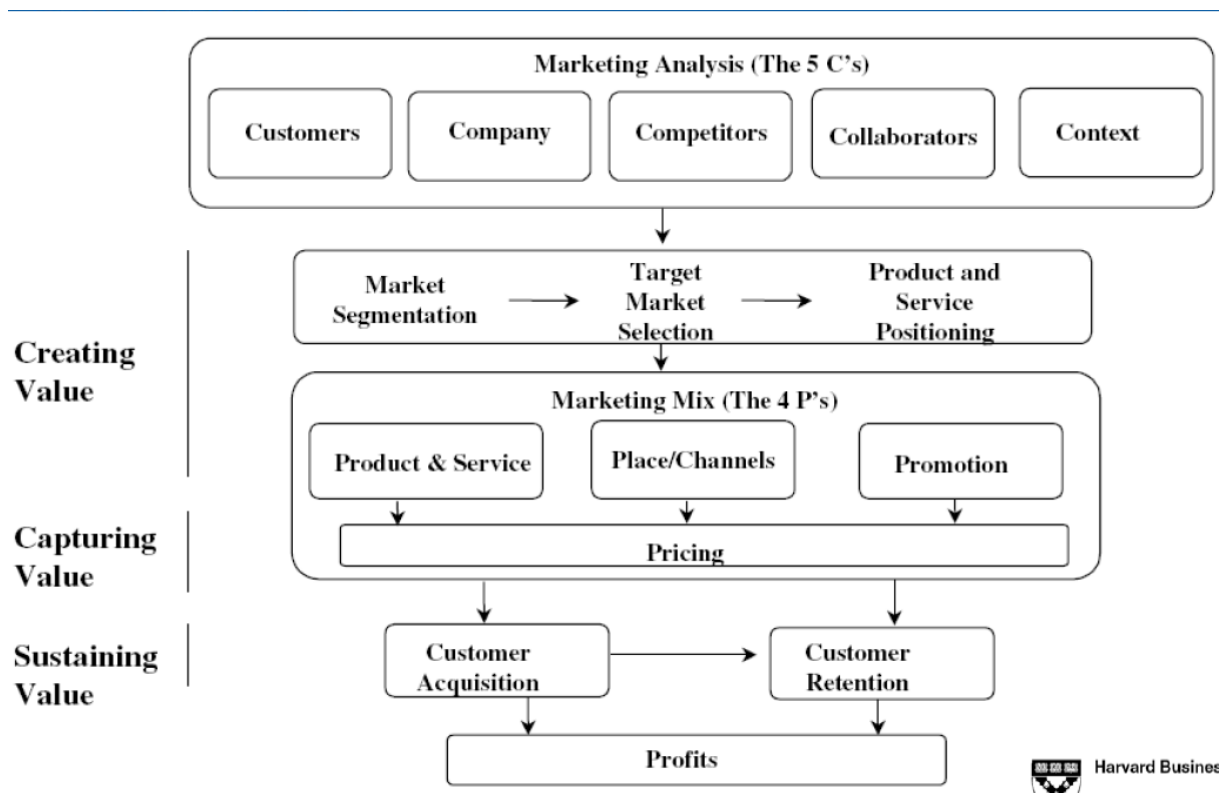 Marketing Analysis (The 5 C's)
Customers
Company
Competitors
Collaborators
Context
Creating
Value
Market
Segmentation
Target
Market
Selection
Product and
Service
Positioning
Marketing Mix (The 4 P's)
Product & Service
Place/Channels
Promotion
Capturing
Value
Pricing
Sustaining
Value
Customer
Acquisition
Customer
Retention
Profits
Harvard Busines